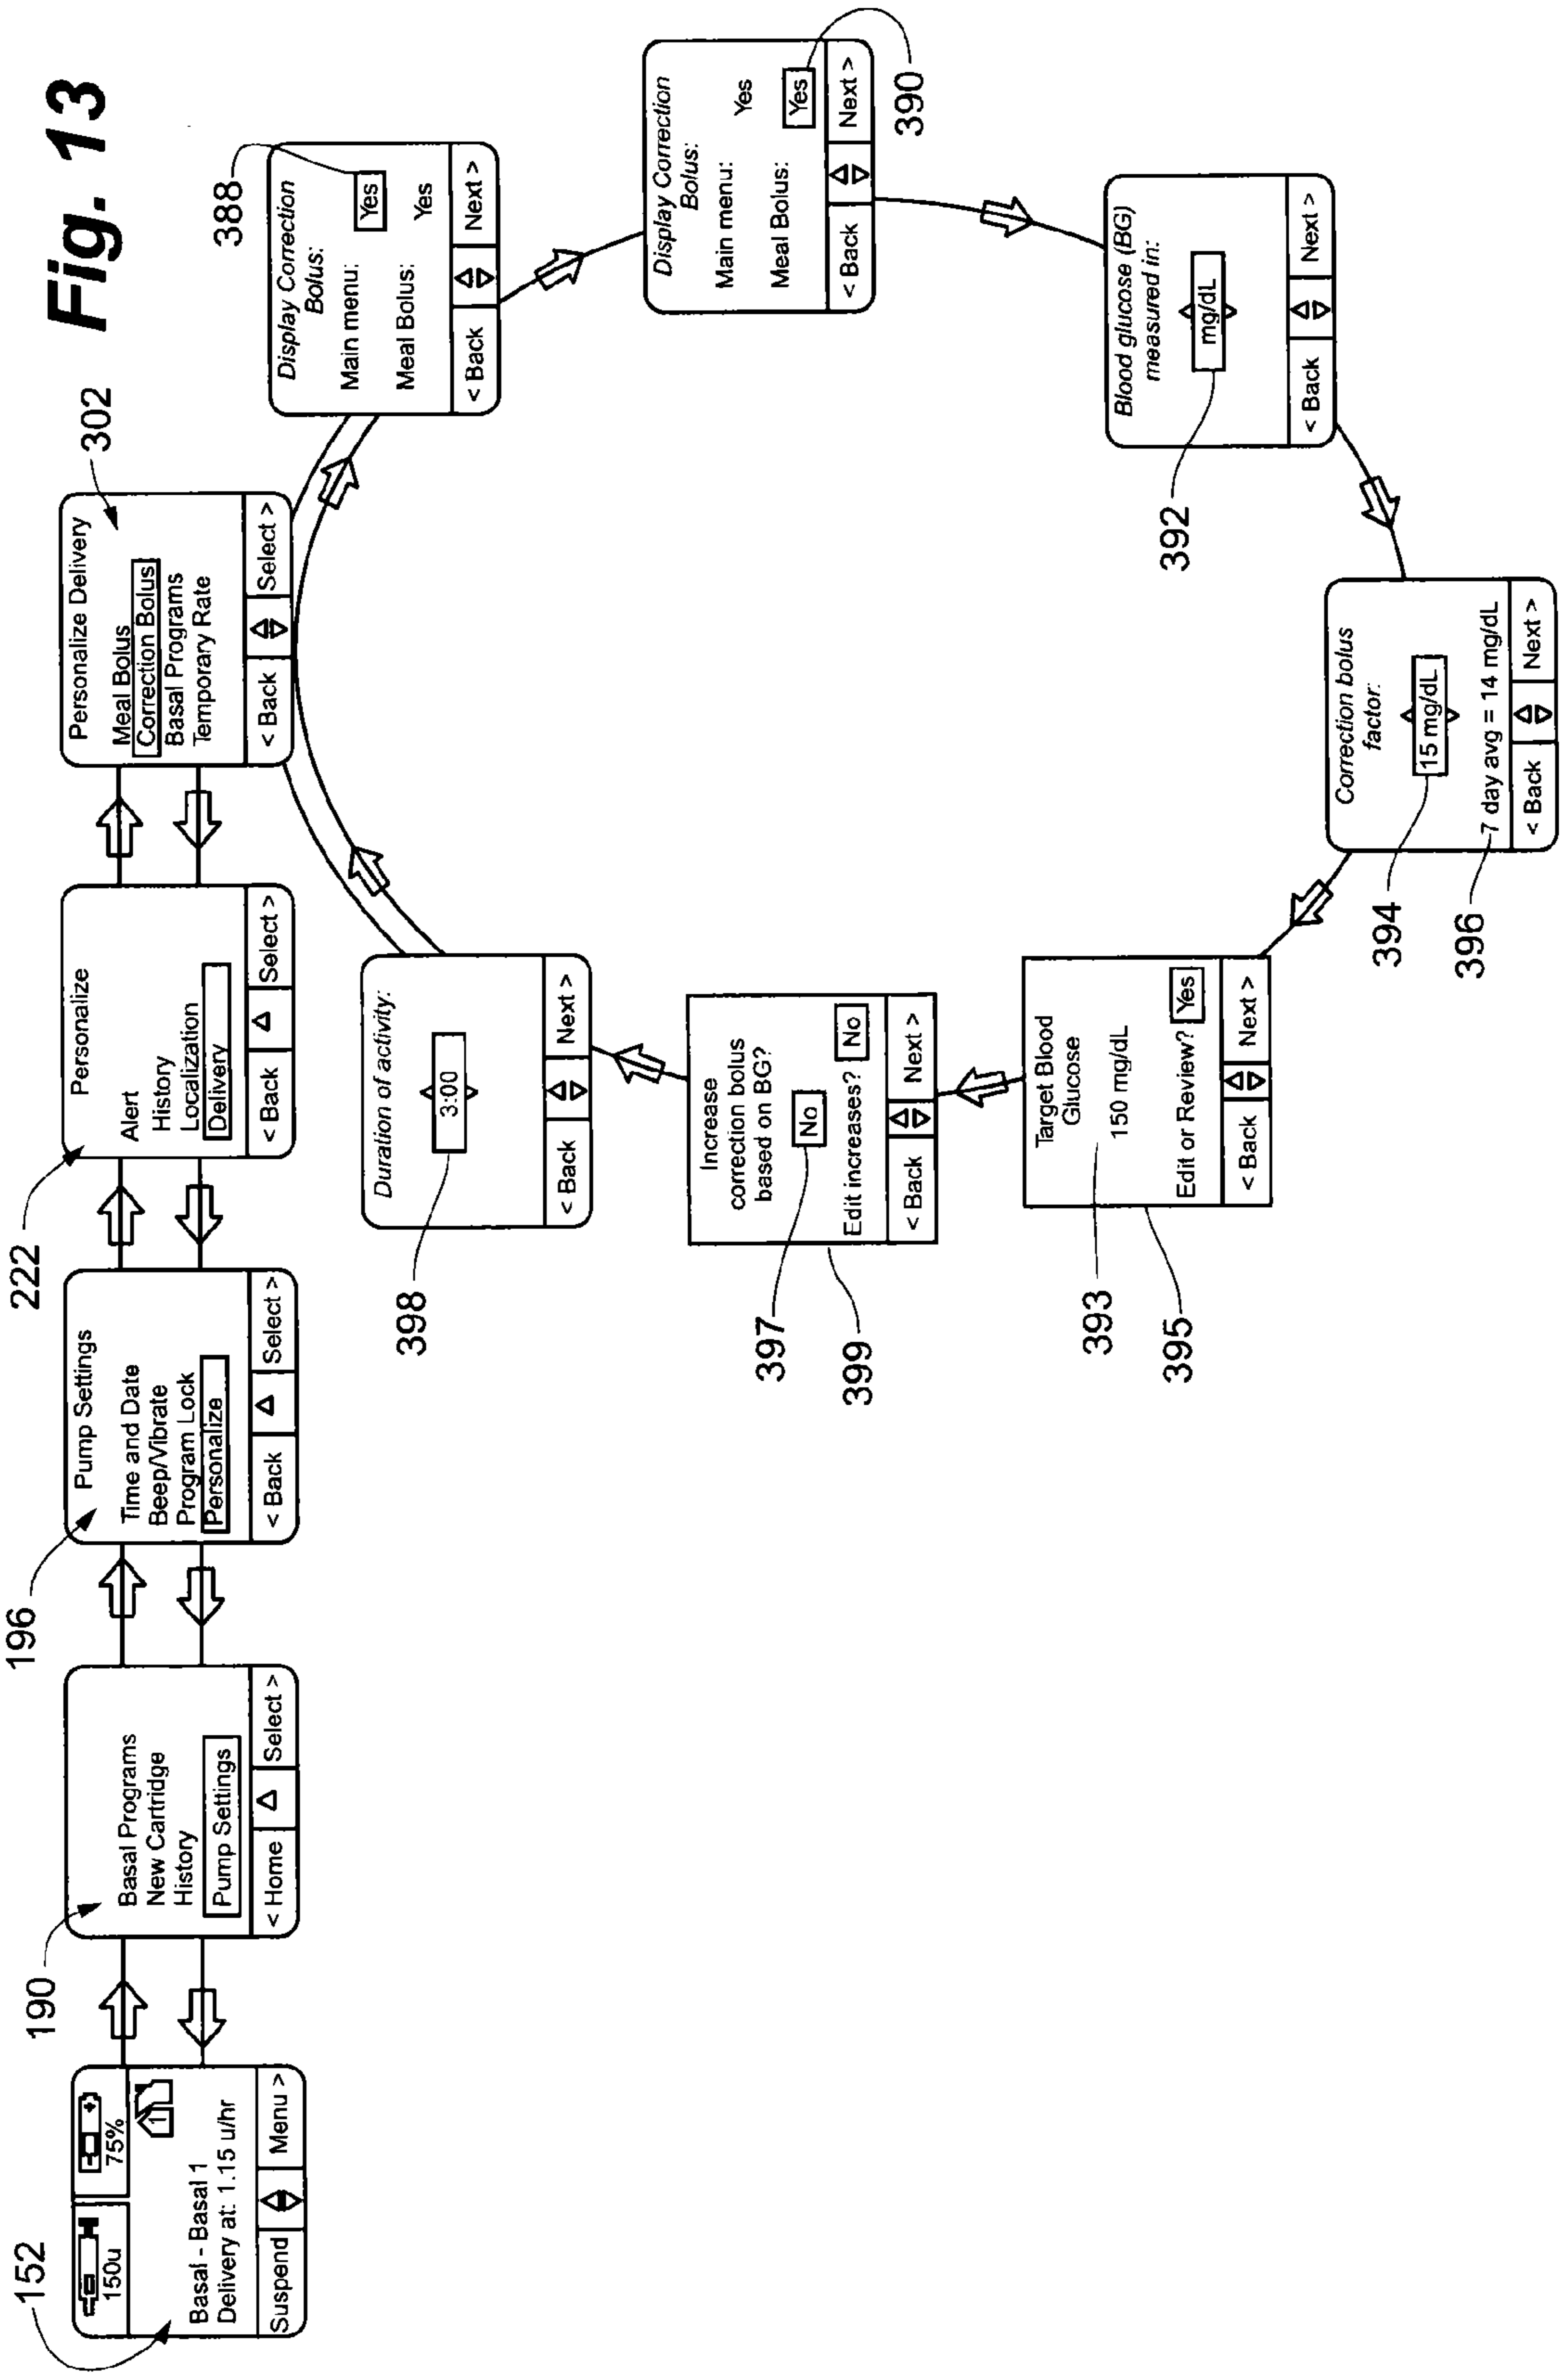 Fig. 13
152
150u
75%
1
Basal - Basal 1
Delivery at: 1.15 u/hr
Suspend
Menu >
190
Basal Programs
New Cartridge
History
Pump Settings
< Home
Select >
196
Pump Settings
Time and Date
Beep/Vibrate
Program Lock
Personalize
< Back
Select >
222
Personalize
Alert
History
Localization
Delivery
< Back
Select >
302
Personalize Delivery
Meal Bolus
Correction Bolus
Basal Programs
Temporary Rate
< Back
Select >
388
Display Correction
Bolus:
Main menu: Yes
Meal Bolus: Yes
< Back
Next >
Display Correction
Bolus:
Main menu: Yes
Meal Bolus: Yes
< Back
Next >
390
Blood glucose (BG)
measured in:
mg/dL
< Back
Next >
392
Correction bolus
factor:
15 mg/dL
7 day avg = 14 mg/dL
< Back
Next >
394
396
Target Blood
Glucose
150 mg/dL
Edit or Review? Yes
< Back
Next >
393
395
Increase
correction bolus
based on BG?
No
Edit increases? No
< Back
Next >
397
399
Duration of activity:
3:00
< Back
Next >
398